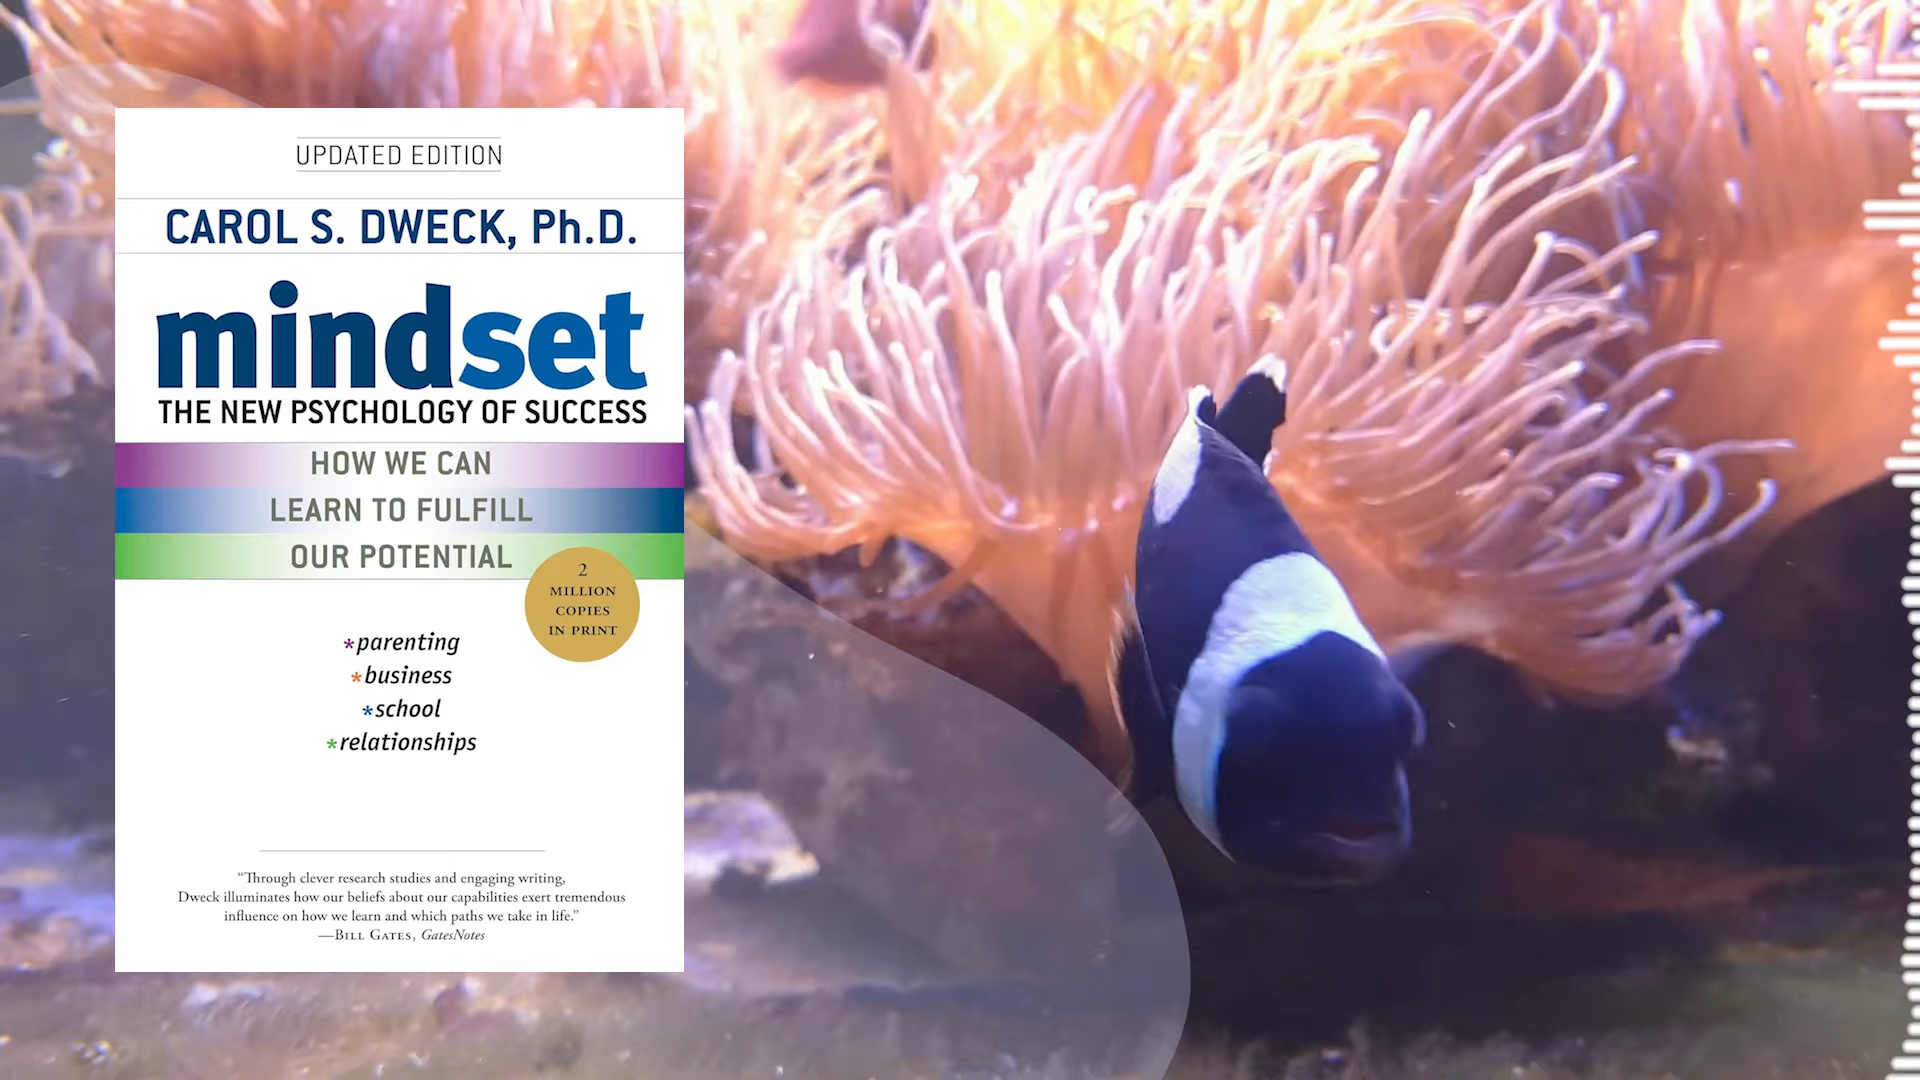 UPDATED EDITION
CAROL S. DWECK, Ph.D.
mindset
THE NEW PSYCHOLOGY OF SUCCESS
HOW WE CAN
LEARN TO FULFILL
OUR POTENTIAL
2
MILLION
COPIES
IN PRINT
*parenting
*business
*school
*relationships
“Through clever research studies and engaging writing,
Dweck illuminates how our beliefs about our capabilities exert tremendous
influence on how we learn and which paths we take in life.”
—BILL GATES, GatesNotes